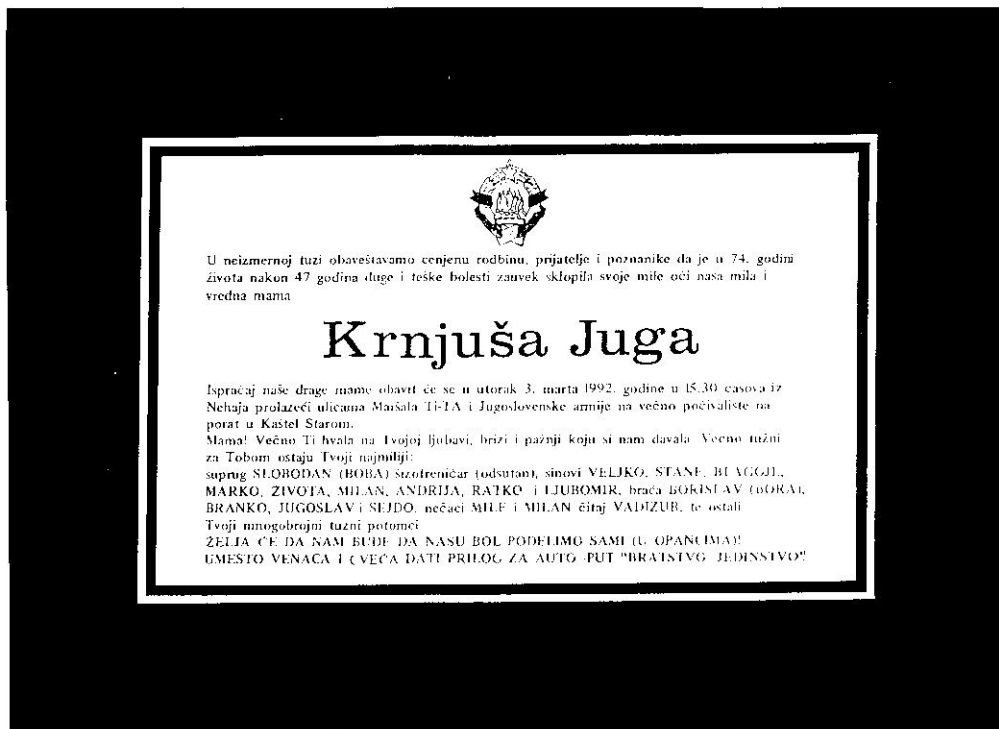 U neizmernoj tuzi obaveštavamo cenjenu rodbinu, prijatelje i poznanike da je u 74. godini
života nakon 47 godina duge i teške bolesti zauvek sklopila svoje mile oči naša mila i
vredna mama
Krnjuša Juga
Ispraćaj naše drage mame obavit će se u utorak 3. marta 1992. godine u 15.30 časova iz
Nehaja prolazeći ulicama Maršala Ti-TA i Jugoslovenske armije na večno počivalište na
porat u Kaštel Starom.
Mama! Večno Ti hvala na Tvojoj ljubavi, brizi i pažnji koju si nam davala. Večno tužni
za Tobom ostaju Tvoji najmiliji:
suprug SLOBODAN (BOBA) šizofreničar (odsutan), sinovi VELJKO, STANE, BLAGOJE,
MARKO, ŽIVOTA, MILAN, ANDRIJA, RATKO i LJUBOMIR, braća BORISLAV (BORA),
BRANKO, JUGOSLAV i SEJDO, nećaci MILE i MILAN čitaj VADIZUB, te ostali
Tvoji mnogobrojni tužni potomci
ŽELJA ĆE DA NAM BUDE DA NAŠU BOL PODELIMO SAMI (U OPANCIMA)!
UMESTO VENACA I CVEĆA DATI PRILOG ZA AUTO-PUT "BRATSTVO JEDINSTVO"!